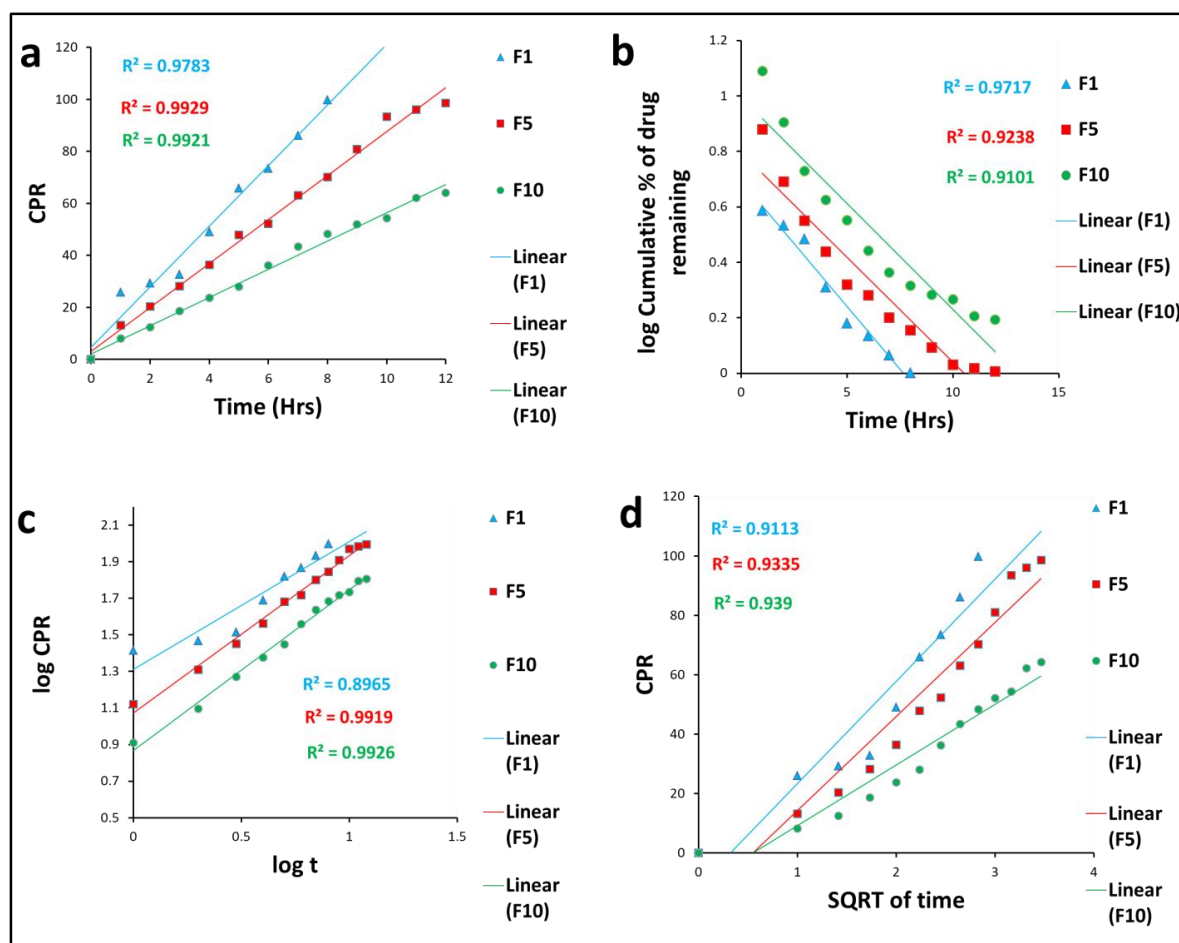 a
120
100
80
60
40
20
0
CPR
R² = 0.9783
R² = 0.9929
R² = 0.9921
0 2 4 6 8 10 12
Time (Hrs)
F1
F5
F10
Linear
(F1)
Linear
(F5)
Linear
(F10)
b
1.2
1
0.8
0.6
0.4
0.2
0
log Cumulative % of drug
remaining
R² = 0.9717
R² = 0.9238
R² = 0.9101
0 5 10 15
Time (Hrs)
F1
F5
F10
Linear (F1)
Linear (F5)
Linear (F10)
c
2.1
1.9
1.7
1.5
1.3
1.1
0.9
0.7
0.5
log CPR
R² = 0.8965
R² = 0.9919
R² = 0.9926
0 0.5 1 1.5
log t
F1
F5
F10
Linear
(F1)
Linear
(F5)
Linear
(F10)
d
120
100
80
60
40
20
0
CPR
R² = 0.9113
R² = 0.9335
R² = 0.939
0 1 2 3 4
SQRT of time
F1
F5
F10
Linear
(F1)
Linear
(F5)
Linear
(F10)